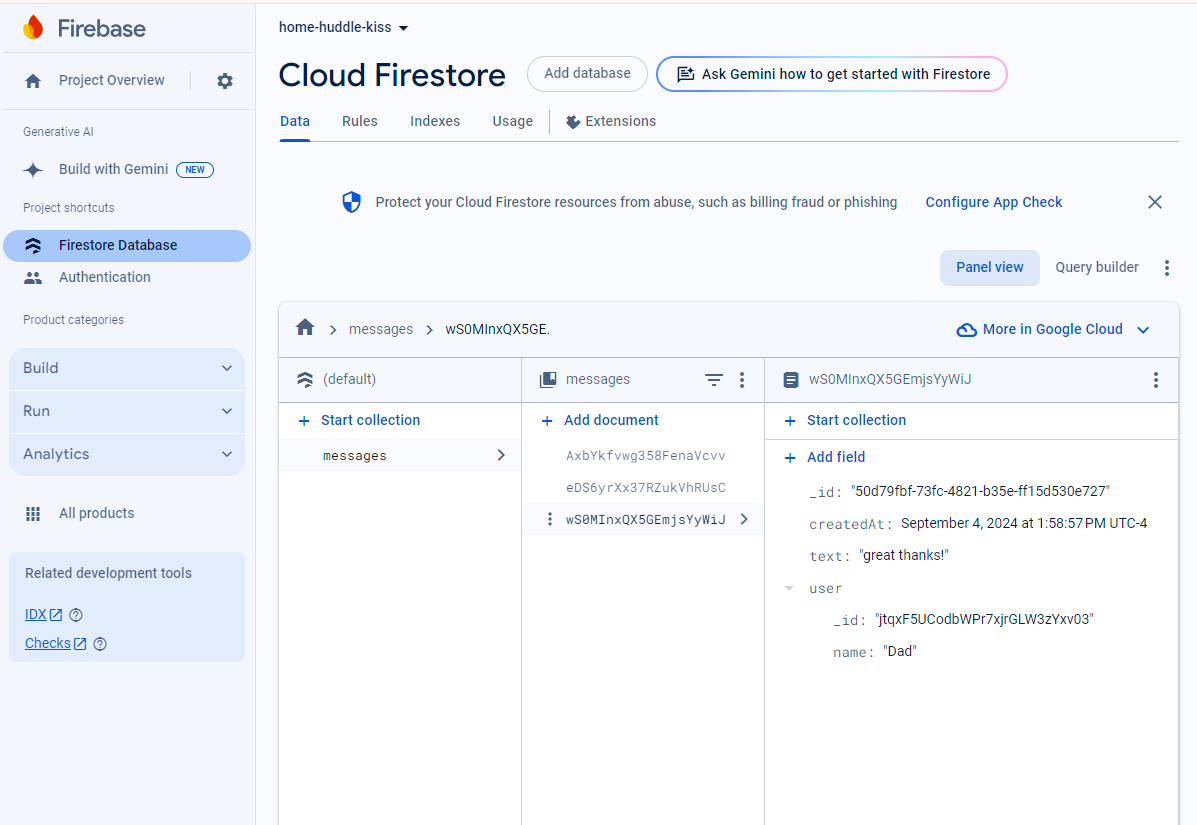 Firebase
Project Overview
Generative AI
Build with Gemini NEW
Project shortcuts
Firestore Database
Authentication
Product categories
Build
Run
Analytics
All products
Related development tools
IDX
Checks
home-huddle-kiss
Cloud Firestore
Add database
Ask Gemini how to get started with Firestore
Data Rules Indexes Usage Extensions
Protect your Cloud Firestore resources from abuse, such as billing fraud or phishing Configure App Check
Panel view Query builder
messages wS0MInxQX5GE.
More in Google Cloud
(default)
+ Start collection
messages
messages
+ Add document
AxbYkfvwg358FenaVcvv
eDS6yrXx37RZukVhRUsC
wS0MInxQX5GEmjsYyWiJ
wS0MInxQX5GEmjsYyWiJ
+ Start collection
+ Add field
_id: "50d79fbf-73fc-4821-b35e-ff15d530e727"
createdAt: September 4, 2024 at 1:58:57 PM UTC-4
text: "great thanks!"
user
_id: "jtqxF5UCodbWPr7xjrGLW3zYxv03"
name: "Dad"